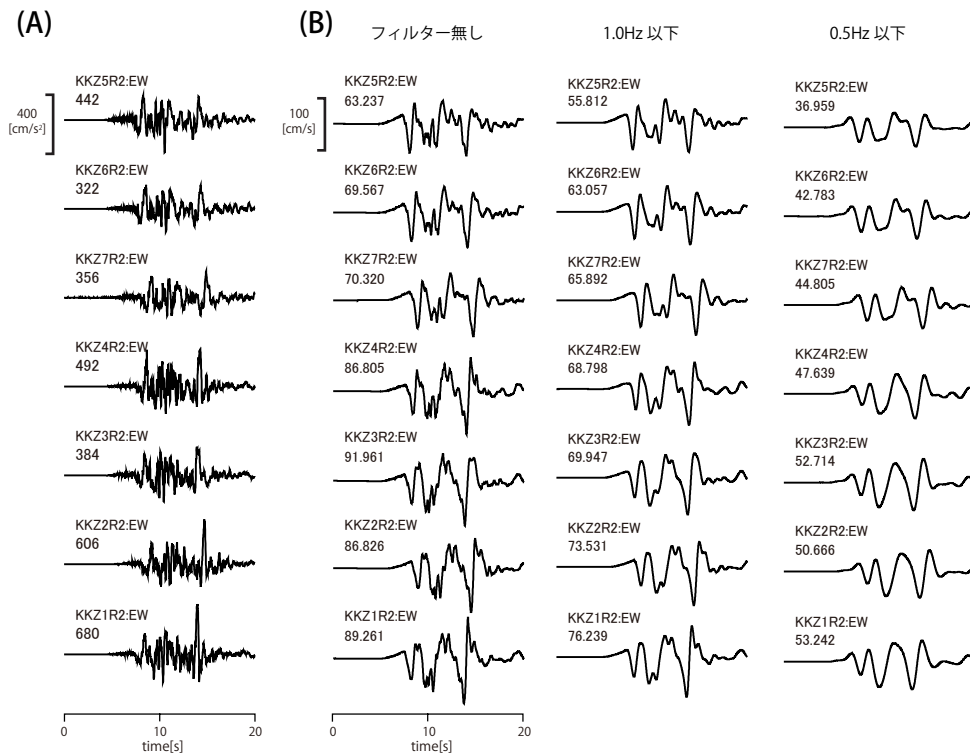 (A)
(B)
フィルター無し
1.0Hz 以下
0.5Hz 以下
400
[cm/s²]
KKZ5R2:EW
442
KKZ6R2:EW
322
KKZ7R2:EW
356
KKZ4R2:EW
492
KKZ3R2:EW
384
KKZ2R2:EW
606
KKZ1R2:EW
680
0
10
20
time[s]
100
[cm/s]
KKZ5R2:EW
63.237
KKZ6R2:EW
69.567
KKZ7R2:EW
70.320
KKZ4R2:EW
86.805
KKZ3R2:EW
91.961
KKZ2R2:EW
86.826
KKZ1R2:EW
89.261
0
10
20
time[s]
KKZ5R2:EW
55.812
KKZ6R2:EW
63.057
KKZ7R2:EW
65.892
KKZ4R2:EW
68.798
KKZ3R2:EW
69.947
KKZ2R2:EW
73.531
KKZ1R2:EW
76.239
KKZ5R2:EW
36.959
KKZ6R2:EW
42.783
KKZ7R2:EW
44.805
KKZ4R2:EW
47.639
KKZ3R2:EW
52.714
KKZ2R2:EW
50.666
KKZ1R2:EW
53.242